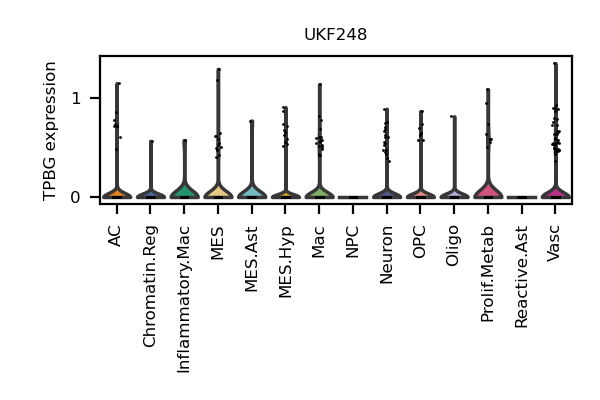 UKF248
TPBG expression
1
0
AC
Chromatin.Reg
Inflammatory.Mac
MES
MES.Ast
MES.Hyp
Mac
NPC
Neuron
OPC
Oligo
Prolif.Metab
Reactive.Ast
Vasc